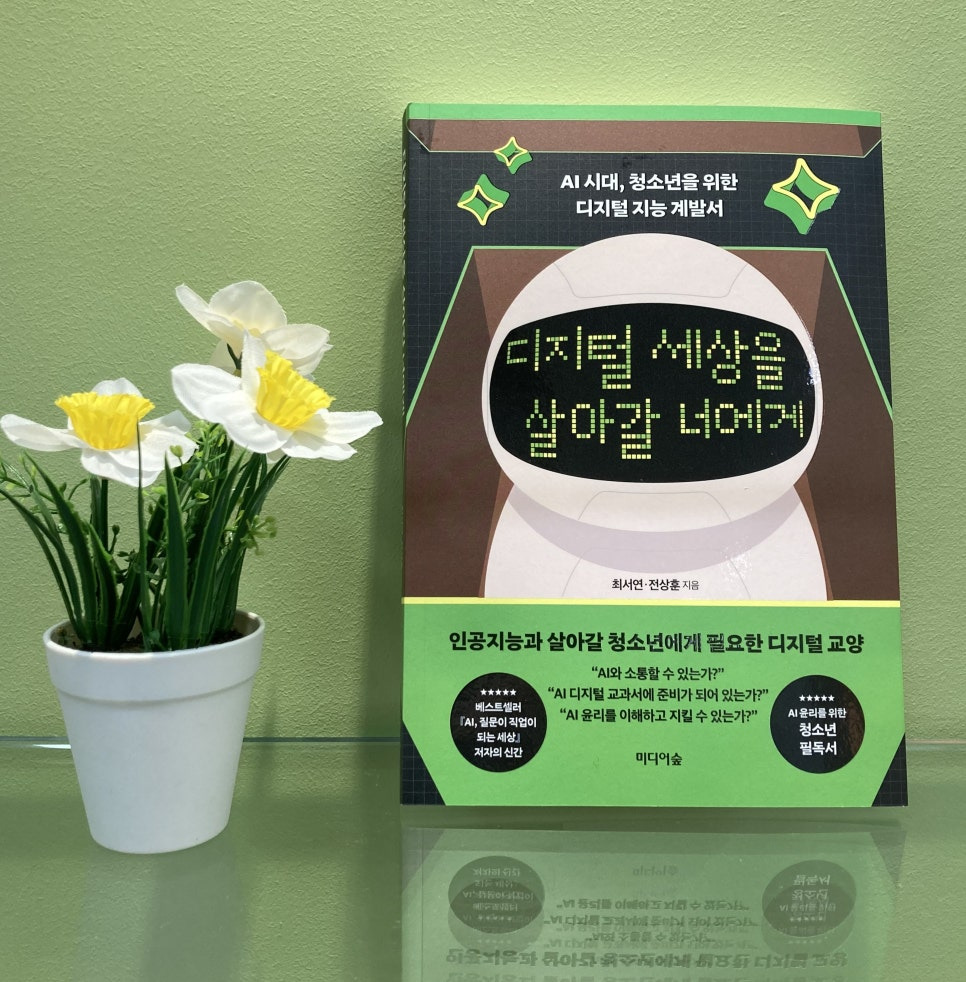 AI 시대, 청소년을 위한
디지털 지능 계발서
디지털 세상을
살아갈 너에게
최서연·전상훈 지음
인공지능과 살아갈 청소년에게 필요한 디지털 교양
“AI와 소통할 수 있는가?”
“AI 디지털 교과서에 준비가 되어 있는가?”
“AI 윤리를 이해하고 지킬 수 있는가?”
★★★★★
베스트셀러
『AI, 질문이 직업이
되는 세상』
저자의 신간
★★★★★
AI 윤리를 위한
청소년
필독서
미디어숲